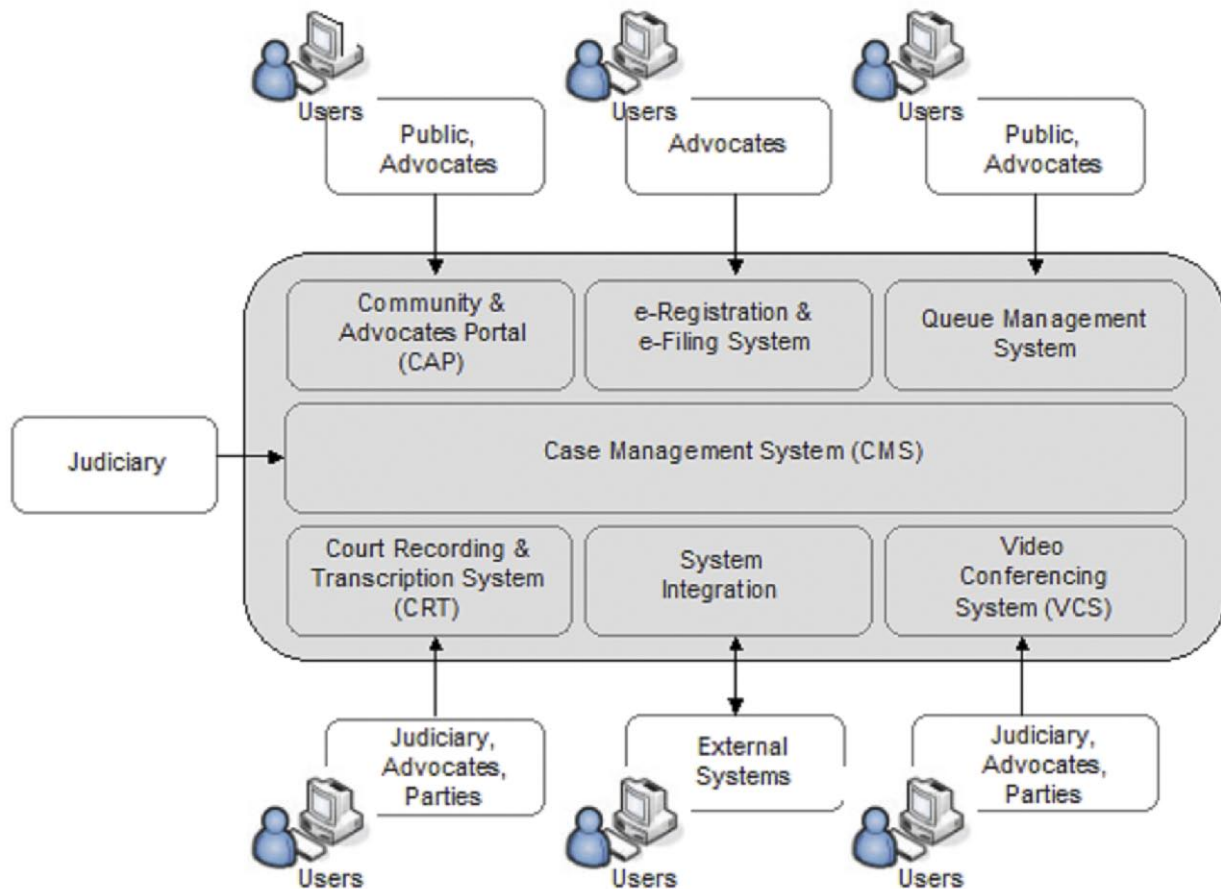 Users
Public,
Advocates
Users
Advocates
Users
Public,
Advocates
Community &
Advocates Portal
(CAP)
e-Registration &
e-Filing System
Queue Management
System
Judiciary
Case Management System (CMS)
Court Recording &
Transcription System
(CRT)
System
Integration
Video
Conferencing
System (VCS)
Judiciary,
Advocates,
Parties
Users
External
Systems
Users
Judiciary,
Advocates,
Parties
Users